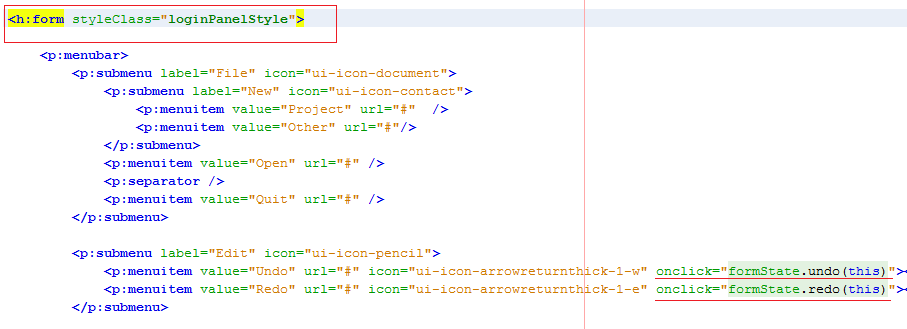 <h:form styleClass="loginPanelStyle">
<p:menubar>
<p:submenu label="File" icon="ui-icon-document">
<p:submenu label="New" icon="ui-icon-contact">
<p:menuitem value="Project" url="#"  />
<p:menuitem value="Other" url="#"/>
</p:submenu>
<p:menuitem value="Open" url="#" />
<p:separator />
<p:menuitem value="Quit" url="#" />
</p:submenu>
<p:submenu label="Edit" icon="ui-icon-pencil">
<p:menuitem value="Undo" url="#" icon="ui-icon-arrowreturnthick-1-w" onclick="formState.undo(this)"><
<p:menuitem value="Redo" url="#" icon="ui-icon-arrowreturnthick-1-e" onclick="formState.redo(this)"><
</p:submenu>